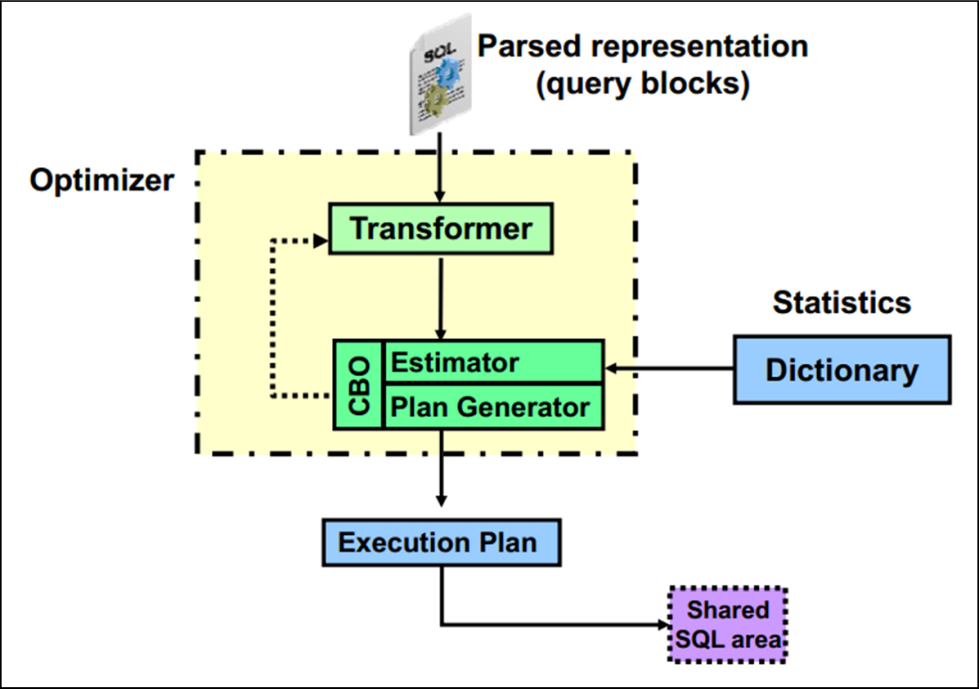 SQL
Parsed representation
(query blocks)
Optimizer
Transformer
Statistics
CBO
Estimator
Plan Generator
Dictionary
Execution Plan
Shared
SQL area